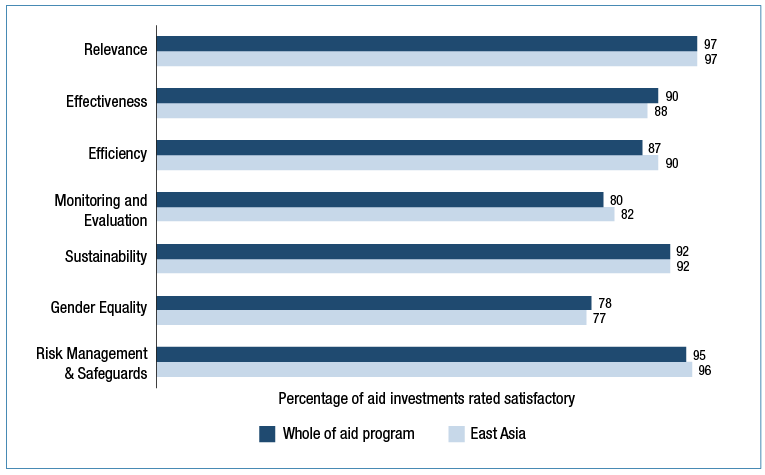 Relevance
97
97
Effectiveness
90
88
Efficiency
87
90
Monitoring and
Evaluation
80
82
Sustainability
92
92
Gender Equality
78
77
Risk Management
& Safeguards
95
96
Percentage of aid investments rated satisfactory
Whole of aid program
East Asia